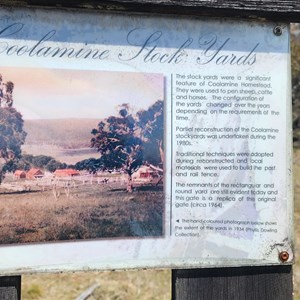 Coolamine Stock Yards
The stock yards were a significant
feature of Coolamine Homestead.
They were used to pen sheep, cattle
and horses. The configuration of
the yards changed over the years
depending on the requirements of the
time.
Partial reconstruction of the Coolamine
stockyards was undertaken during the
1980s.
Traditional techniques were adopted
during reconstructed and local
materials were used to build the post
and rail fence.
The remnants of the rectangular and
round yard are still evident today and
this gate is a replica of the original
gate (circa 1964)
◄ The hand-coloured photograph below shows
the extent of the yards in 1934 (Phyllis Dowling
Collection).